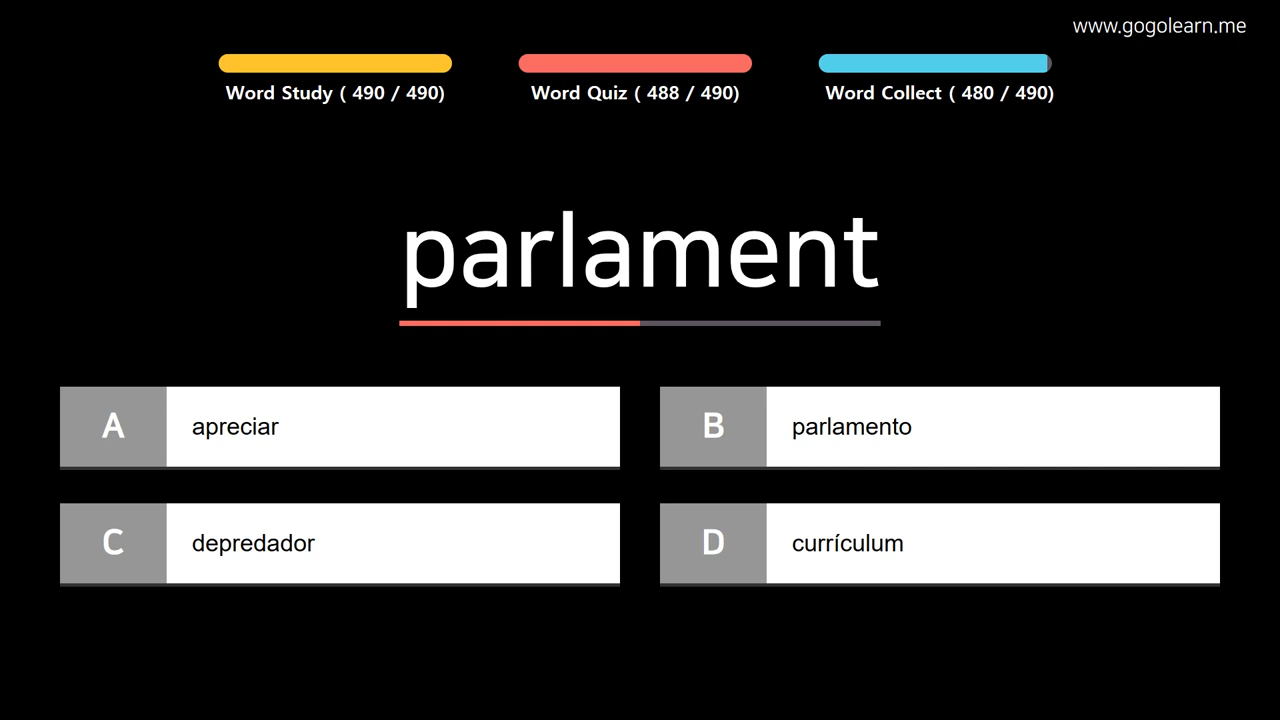 www.gogolearn.me
Word Study ( 490 / 490)
Word Quiz ( 488 / 490)
Word Collect ( 480 / 490)
parlament
A apreciar
B parlamento
C depredador
D currículum